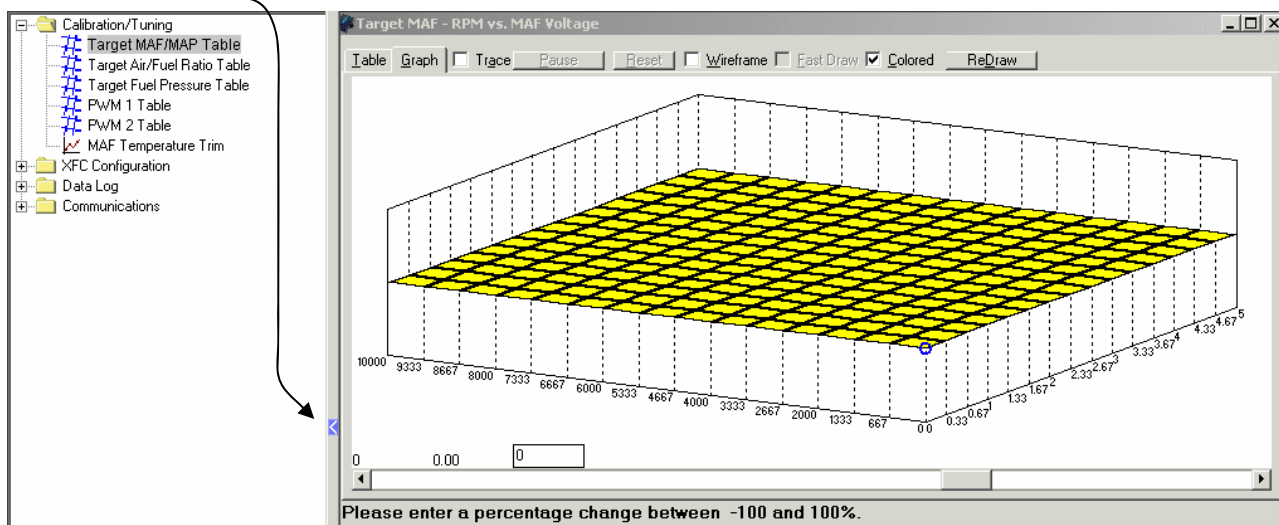 Calibration/Tuning
Target MAF/MAP Table
Target Air/Fuel Ratio Table
Target Fuel Pressure Table
PWM 1 Table
PWM 2 Table
MAF Temperature Trim
XFC Configuration
Data Log
Communications
Target MAF - RPM vs. MAF Voltage
Table Graph Trace Pause Reset Wireframe Fast Draw Colored ReDraw
10000 9333 8667 8000 7333 6667 6000 5333 4667 4000 3333 2667 2000 1333 667 0
0 0.33 0.67 1 1.33 1.67 2 2.33 2.67 3 3.33 3.67 4 4.33 4.67 5
0 0.00 0
Please enter a percentage change between -100 and 100%.